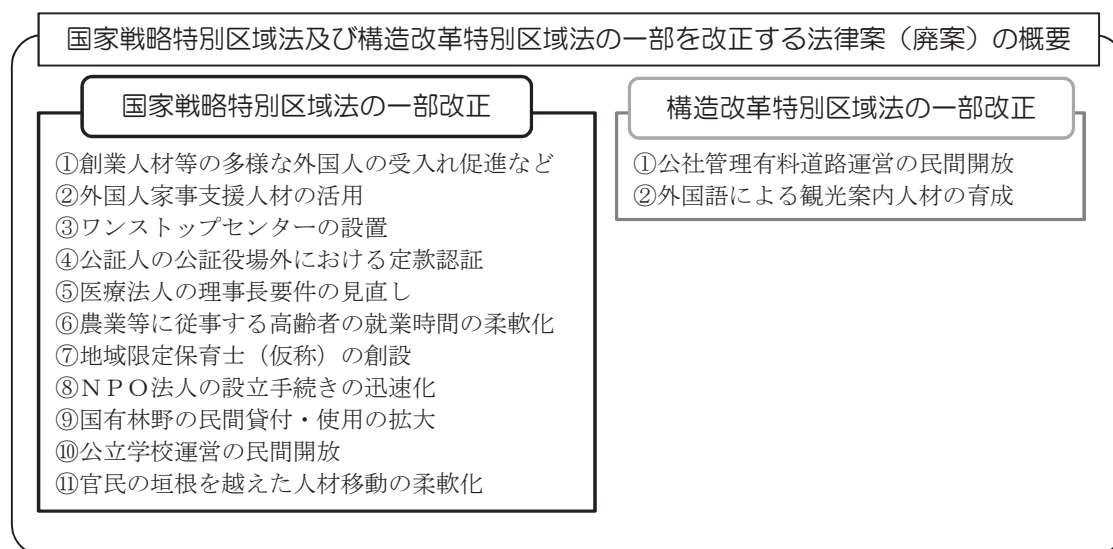 国家戦略特別区域法及び構造改革特別区域法の一部を改正する法律案（廃案）の概要
国家戦略特別区域法の一部改正
①創業人材等の多様な外国人の受入れ促進など
②外国人家事支援人材の活用
③ワンストップセンターの設置
④公証人の公証役場外における定款認証
⑤医療法人の理事長要件の見直し
⑥農業等に従事する高齢者の就業時間の柔軟化
⑦地域限定保育士（仮称）の創設
⑧ＮＰＯ法人の設立手続きの迅速化
⑨国有林野の民間貸付・使用の拡大
⑩公立学校運営の民間開放
⑪官民の垣根を越えた人材移動の柔軟化
構造改革特別区域法の一部改正
①公社管理有料道路運営の民間開放
②外国語による観光案内人材の育成